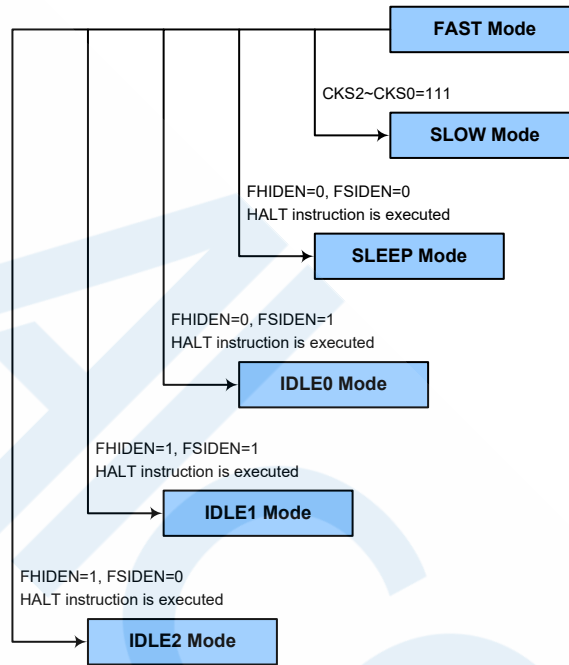 FAST Mode
CKS2~CKS0=111
SLOW Mode
FHIDEN=0, FSIDEN=0
HALT instruction is executed
SLEEP Mode
FHIDEN=0, FSIDEN=1
HALT instruction is executed
IDLE0 Mode
FHIDEN=1, FSIDEN=1
HALT instruction is executed
IDLE1 Mode
FHIDEN=1, FSIDEN=0
HALT instruction is executed
IDLE2 Mode